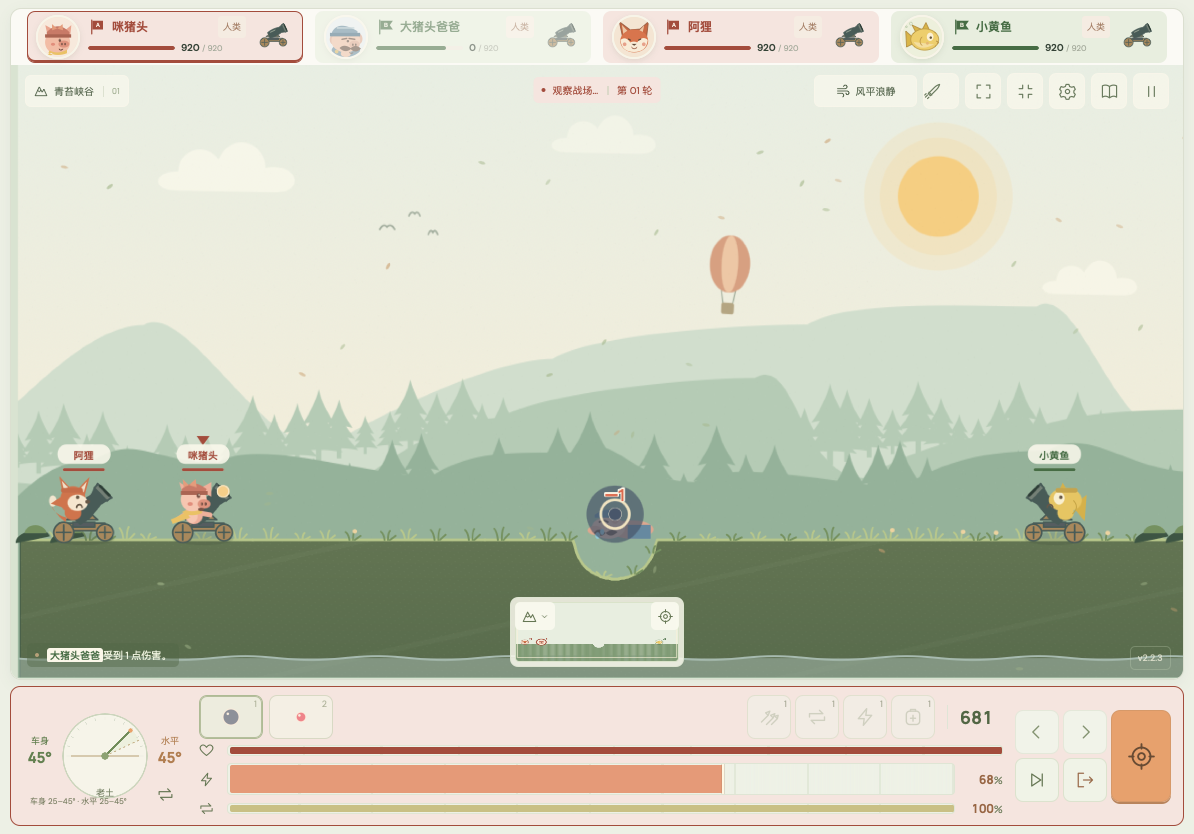 A 咪猪头 人类
920 / 920
B 大猪头爸爸 人类
0 / 920
A 阿狸 人类
920 / 920
B 小黄鱼 人类
920 / 920
青苔峡谷 01
观察战场... 第 01 轮
风平浪静
阿狸
咪猪头
小黄鱼
-1
大猪头爸爸 受到 1 点伤害。
v2.2.3
1
2
1
1
1
1
681
车身
45°
水平
45°
老土
车身 25–45° · 水平 25–45°
68%
100%